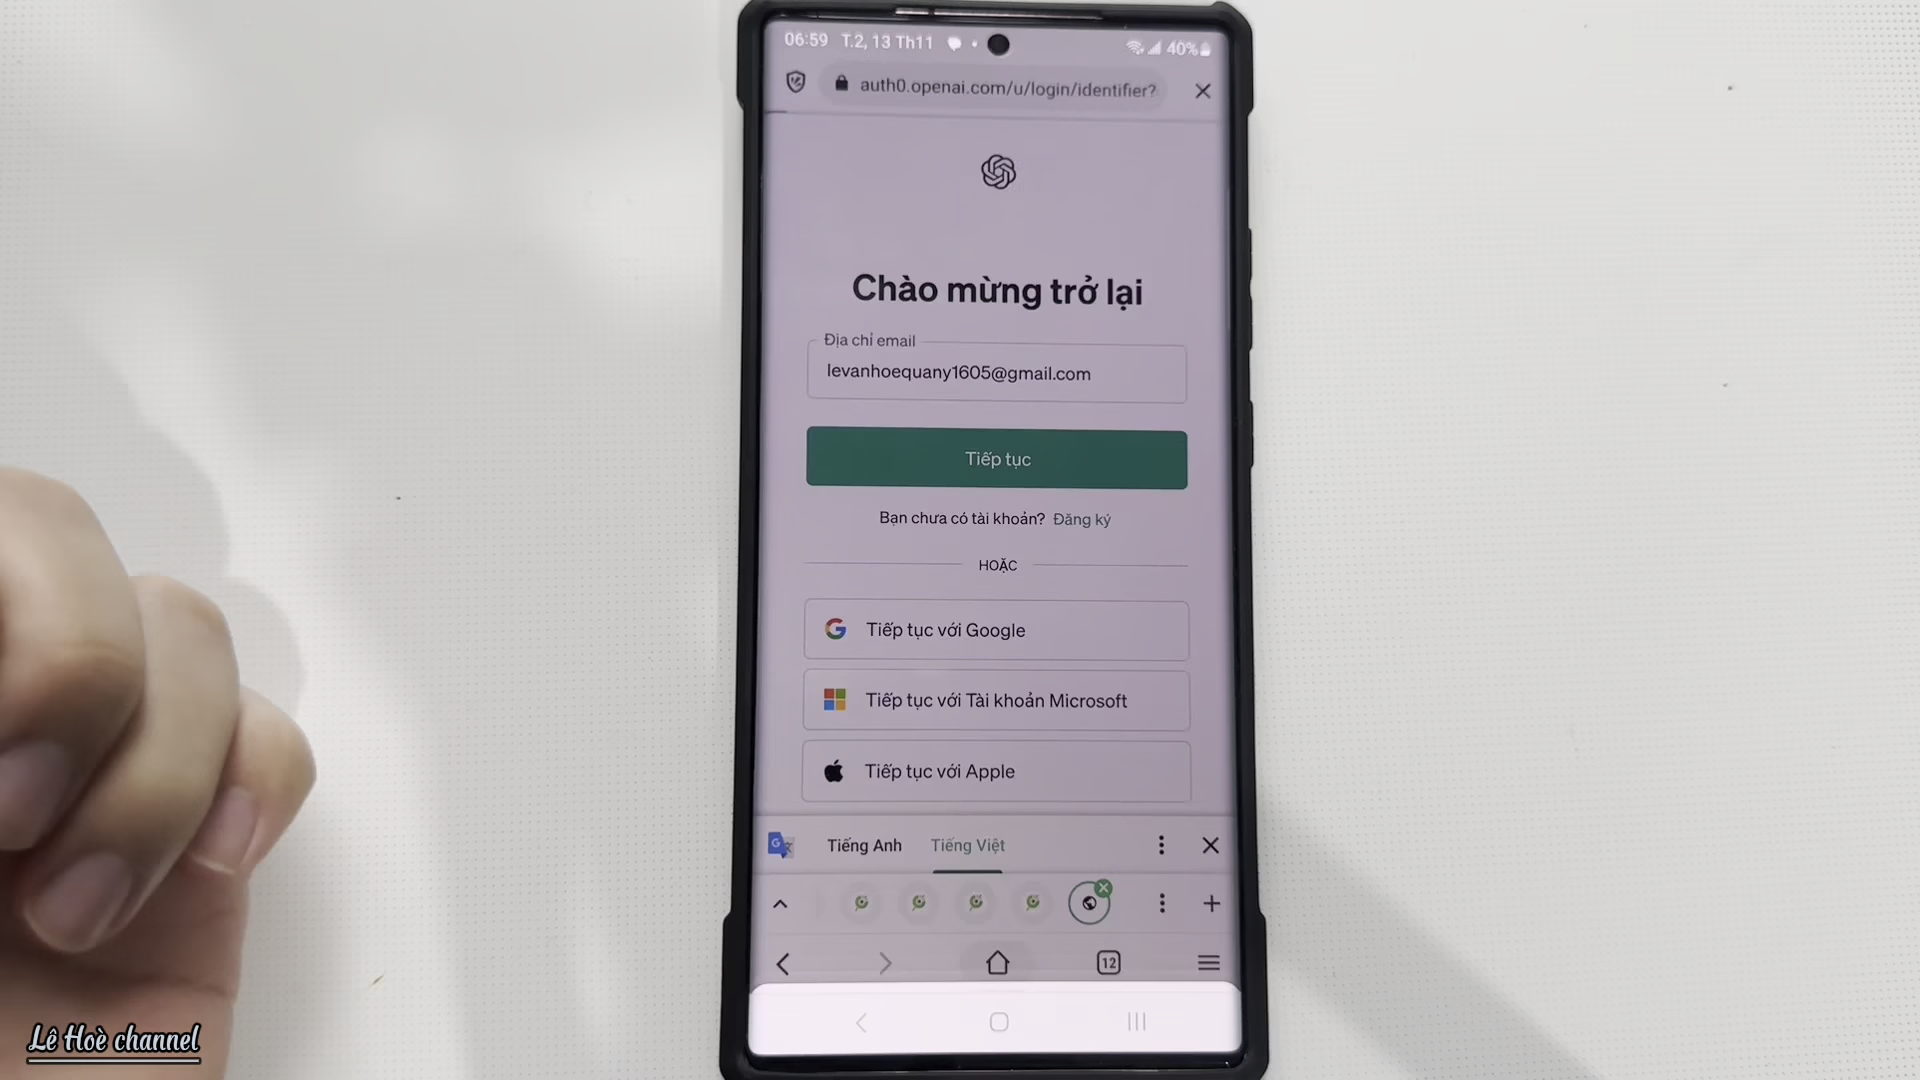 06:59 T.2, 13 Th11 40%
auth0.openai.com/u/login/identifier?
Chào mừng trở lại
Địa chỉ email
levanhoequany1605@gmail.com
Tiếp tục
Bạn chưa có tài khoản? Đăng ký
HOẶC
Tiếp tục với Google
Tiếp tục với Tài khoản Microsoft
Tiếp tục với Apple
Tiếng Anh Tiếng Việt
12
Lê Hoè channel